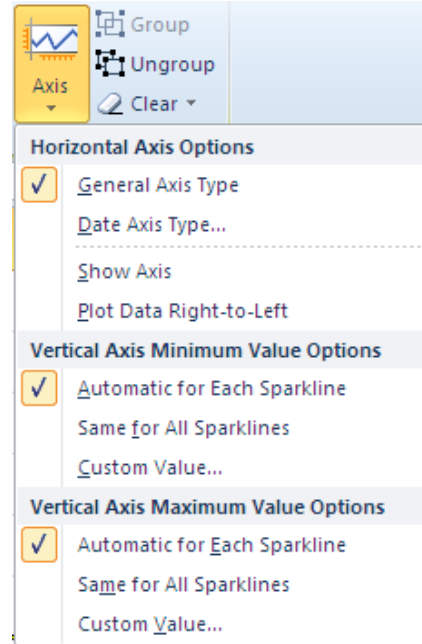 Group
Ungroup
Axis
Clear
Horizontal Axis Options
General Axis Type
Date Axis Type...
Show Axis
Plot Data Right-to-Left
Vertical Axis Minimum Value Options
Automatic for Each Sparkline
Same for All Sparklines
Custom Value...
Vertical Axis Maximum Value Options
Automatic for Each Sparkline
Same for All Sparklines
Custom Value...